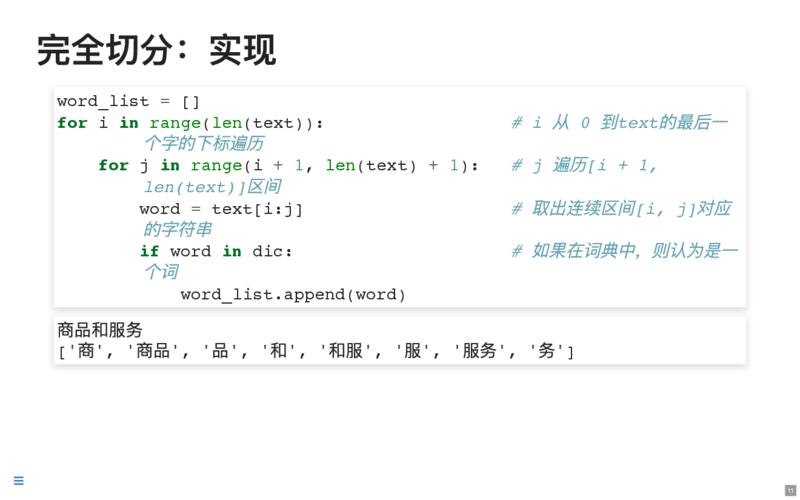 完全切分：实现
word_list = []
for i in range(len(text)): # i 从 0 到text的最后一
个字的下标遍历
for j in range(i + 1, len(text) + 1): # j 遍历[i + 1,
len(text)]区间
word = text[i:j] # 取出连续区间[i, j]对应
的字符串
if word in dic: # 如果在词典中，则认为是一
个词
word_list.append(word)
商品和服务
['商', '商品', '品', '和', '和服', '服', '服务', '务']
11